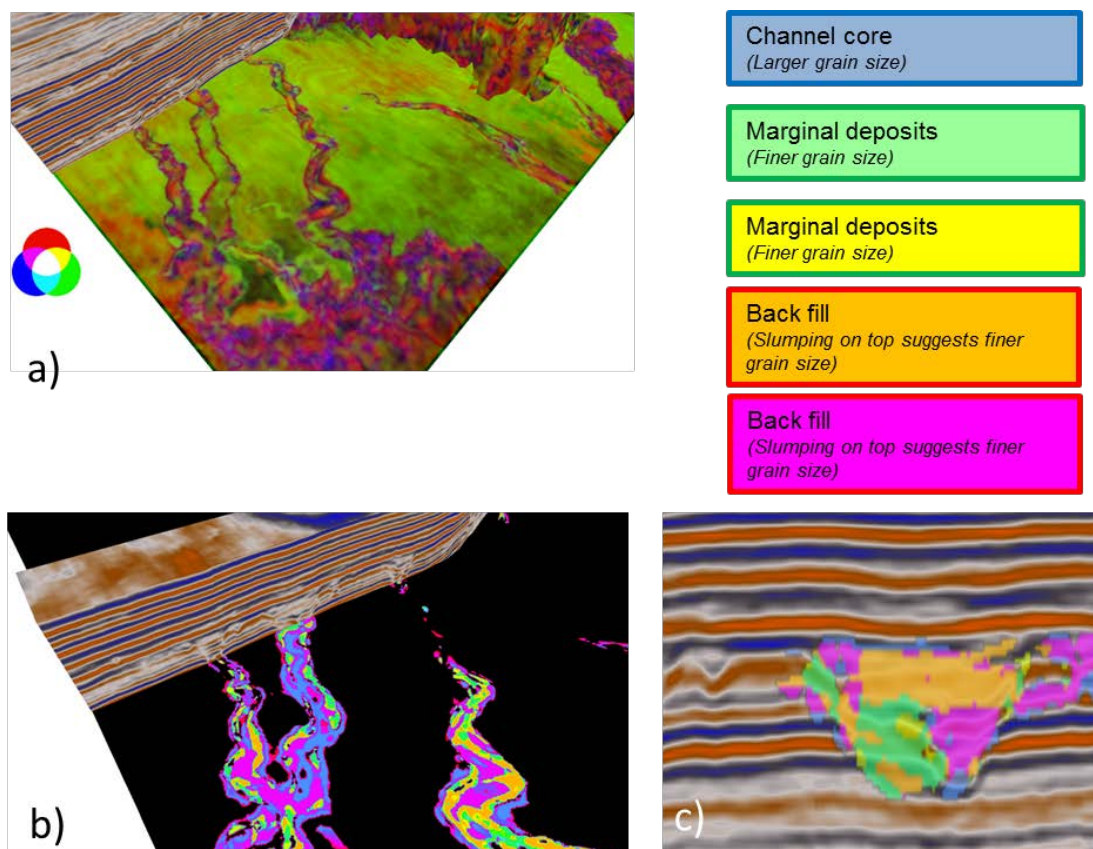 Channel core
(Larger grain size)
Marginal deposits
(Finer grain size)
Marginal deposits
(Finer grain size)
Back fill
(Slumping on top suggests finer
grain size)
Back fill
(Slumping on top suggests finer
grain size)
a)
b)
c)